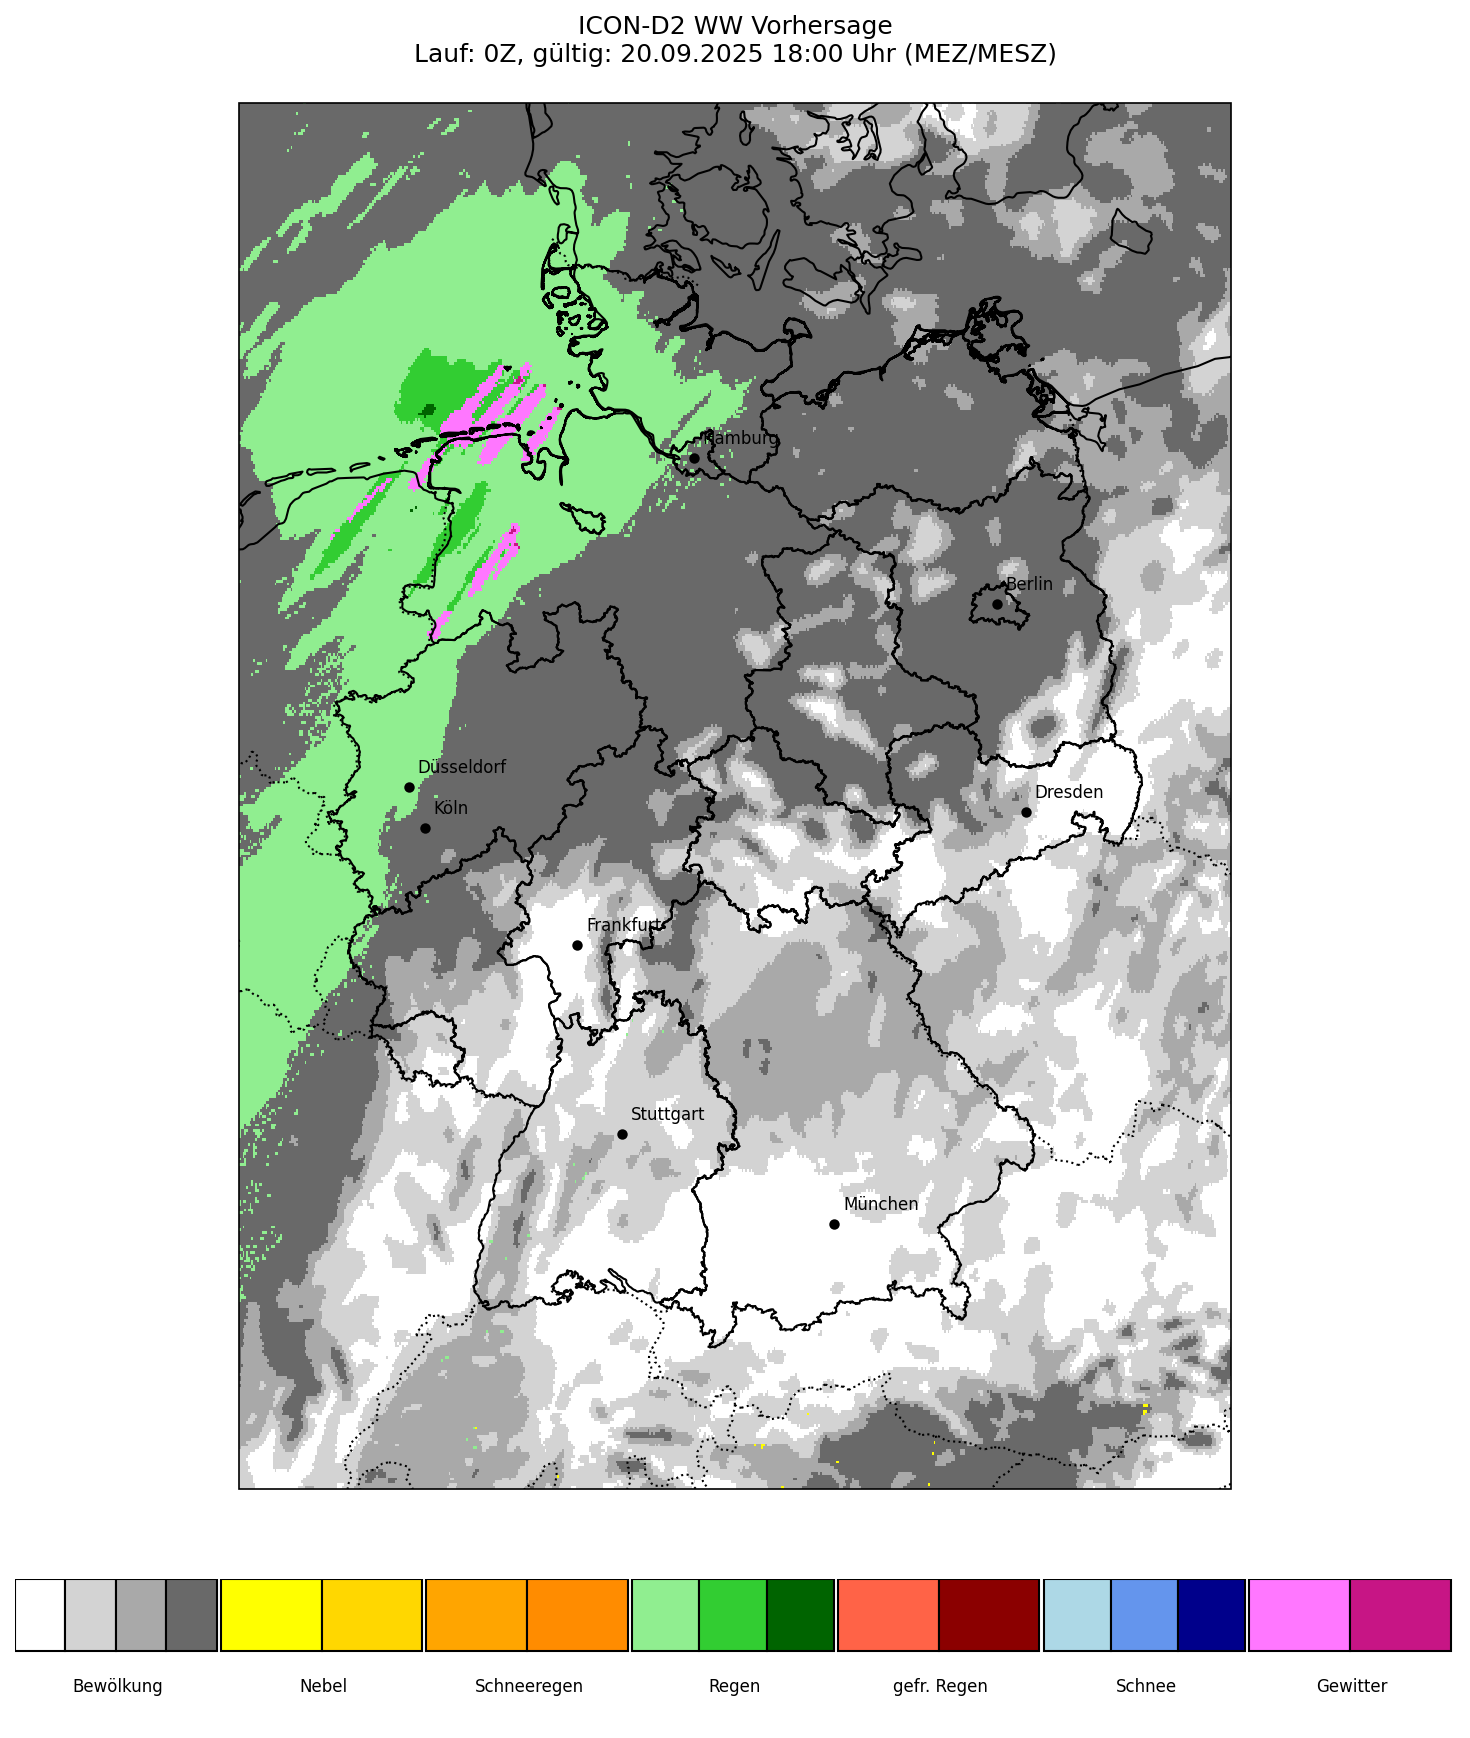 ICON-D2 WW Vorhersage
Lauf: 0Z, gültig: 20.09.2025 18:00 Uhr (MEZ/MESZ)
Hamburg
Berlin
Düsseldorf
Dresden
Köln
Frankfurt
Stuttgart
München
Bewölkung
Nebel
Schneeregen
Regen
gefr. Regen
Schnee
Gewitter